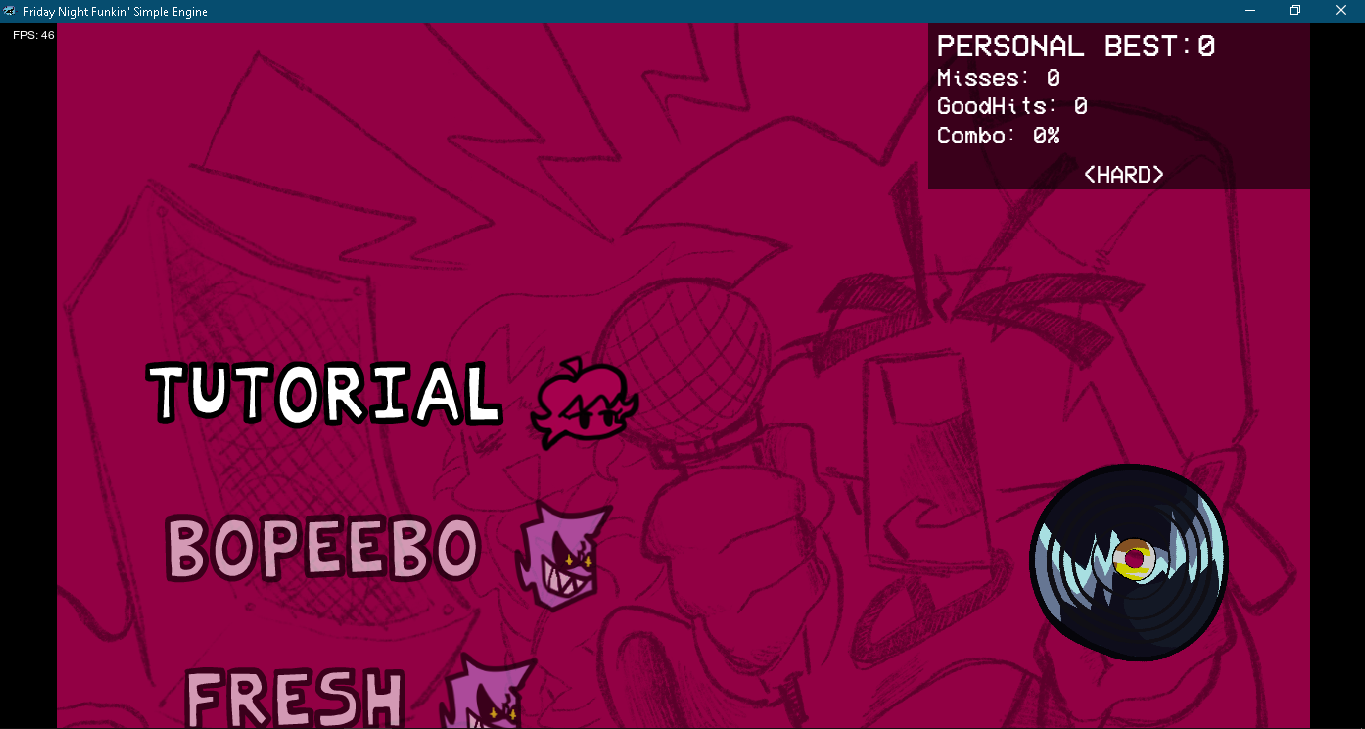 Friday Night Funkin' Simple Engine
FPS: 46
PERSONAL BEST:0
Misses: 0
GoodHits: 0
Combo: 0%
<HARD>
TUTORIAL
BOPEEBO
FRESH